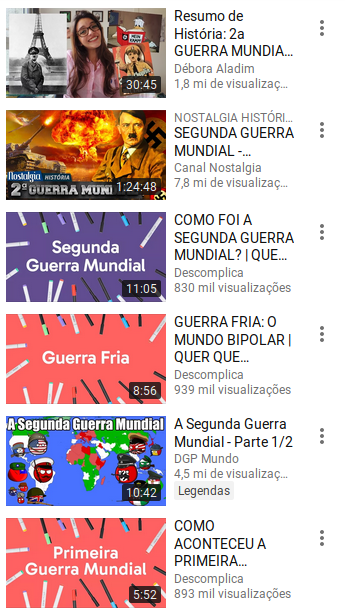 Resumo de
História: 2a
GUERRA MUNDIA...
Débora Aladim
1,8 mi de visualizaç...
30:45
NOSTALGIA HISTÓRI...
SEGUNDA GUERRA
MUNDIAL -...
Canal Nostalgia
7,8 mi de visualizaç...
Nostalgia HISTÓRIA
2ª GUERRA MUN
1:24:48
COMO FOI A
SEGUNDA GUERRA
MUNDIAL? | QUE...
Descomplica
830 mil visualizações
Segunda
Guerra Mundial
11:05
GUERRA FRIA: O
MUNDO BIPOLAR |
QUER QUE...
Descomplica
939 mil visualizações
Guerra Fria
8:56
A Segunda Guerra
Mundial - Parte 1/2
DGP Mundo
4,5 mi de visualizaç...
Legendas
A Segunda Guerra Mundial
10:42
COMO
ACONTECEU A
PRIMEIRA...
Descomplica
893 mil visualizações
Primeira
Guerra Mundial
5:52